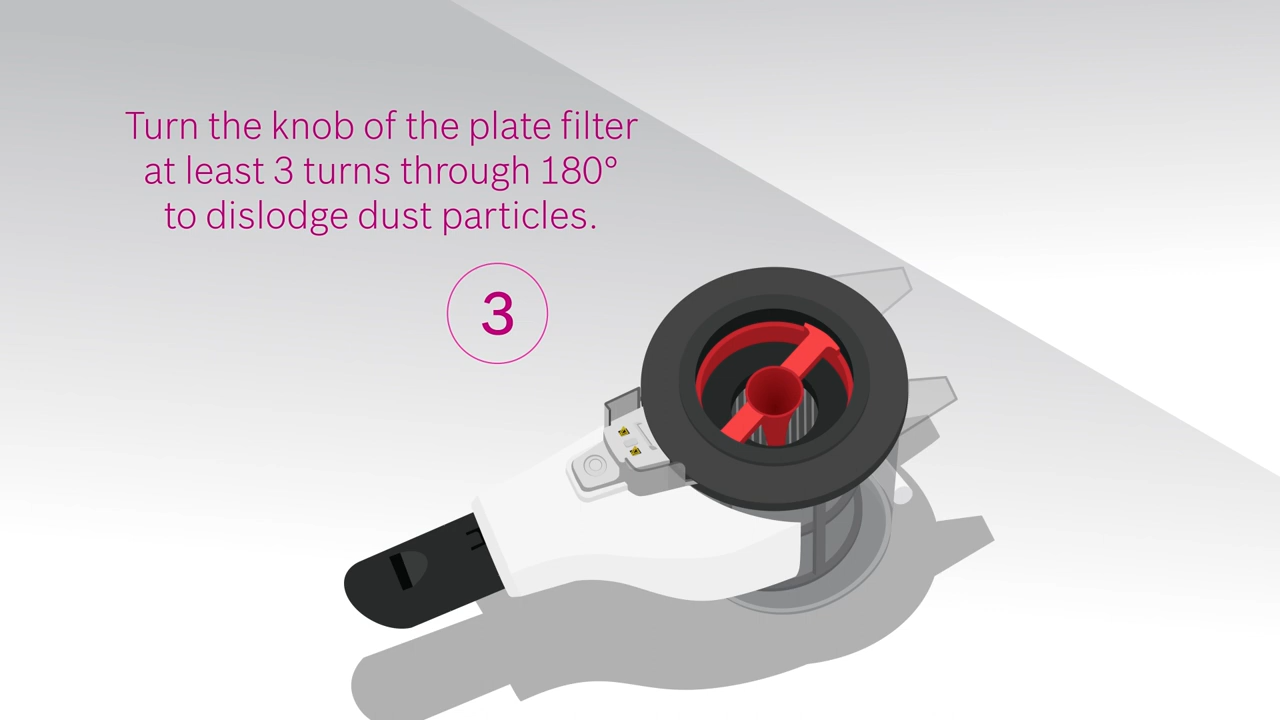 Turn the knob of the plate filter
at least 3 turns through 180°
to dislodge dust particles.
3